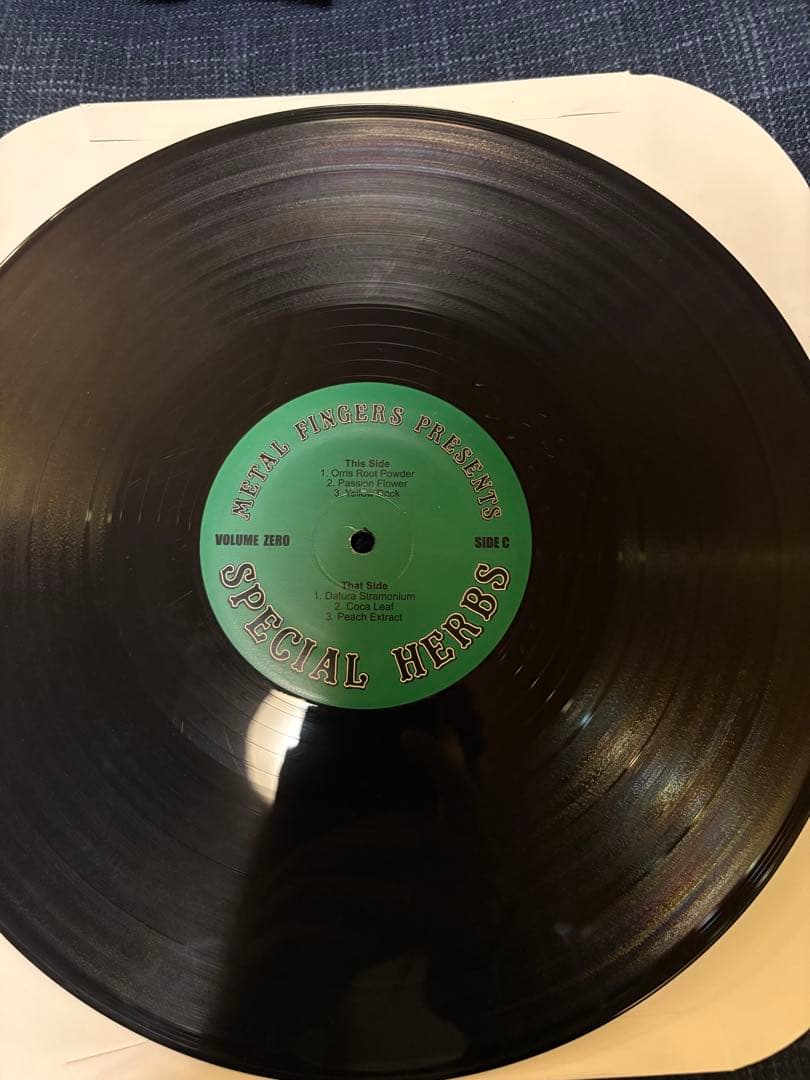 METAL FINGERS PRESENTS
This Side
1. Orris Root Powder
2. Passion Flower
3. Yellow Dock
VOLUME ZERO
SIDE C
That Side
1. Datura Stramonium
2. Coca Leaf
3. Peach Extract
SPECIAL HERBS